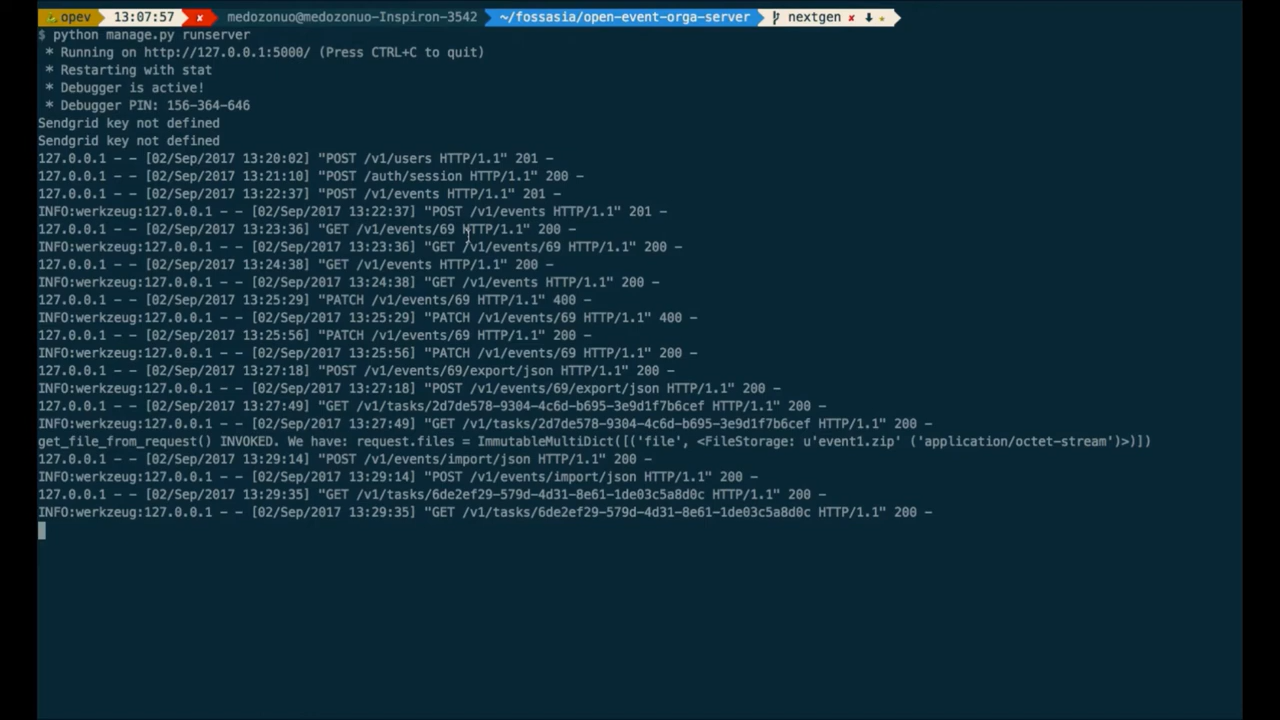 opev 13:07:57 ✘ medozonuo@medozonuo-Inspiron-3542 ~/fossasia/open-event-orga-server nextgen ✘ ⬇ ★
$ python manage.py runserver
* Running on http://127.0.0.1:5000/ (Press CTRL+C to quit)
* Restarting with stat
* Debugger is active!
* Debugger PIN: 156-364-646
Sendgrid key not defined
Sendgrid key not defined
127.0.0.1 - - [02/Sep/2017 13:20:02] "POST /v1/users HTTP/1.1" 201 -
127.0.0.1 - - [02/Sep/2017 13:21:10] "POST /auth/session HTTP/1.1" 200 -
127.0.0.1 - - [02/Sep/2017 13:22:37] "POST /v1/events HTTP/1.1" 201 -
INFO:werkzeug:127.0.0.1 - - [02/Sep/2017 13:22:37] "POST /v1/events HTTP/1.1" 201 -
127.0.0.1 - - [02/Sep/2017 13:23:36] "GET /v1/events/69 HTTP/1.1" 200 -
INFO:werkzeug:127.0.0.1 - - [02/Sep/2017 13:23:36] "GET /v1/events/69 HTTP/1.1" 200 -
127.0.0.1 - - [02/Sep/2017 13:24:38] "GET /v1/events HTTP/1.1" 200 -
INFO:werkzeug:127.0.0.1 - - [02/Sep/2017 13:24:38] "GET /v1/events HTTP/1.1" 200 -
127.0.0.1 - - [02/Sep/2017 13:25:29] "PATCH /v1/events/69 HTTP/1.1" 400 -
INFO:werkzeug:127.0.0.1 - - [02/Sep/2017 13:25:29] "PATCH /v1/events/69 HTTP/1.1" 400 -
127.0.0.1 - - [02/Sep/2017 13:25:56] "PATCH /v1/events/69 HTTP/1.1" 200 -
INFO:werkzeug:127.0.0.1 - - [02/Sep/2017 13:25:56] "PATCH /v1/events/69 HTTP/1.1" 200 -
127.0.0.1 - - [02/Sep/2017 13:27:18] "POST /v1/events/69/export/json HTTP/1.1" 200 -
INFO:werkzeug:127.0.0.1 - - [02/Sep/2017 13:27:18] "POST /v1/events/69/export/json HTTP/1.1" 200 -
127.0.0.1 - - [02/Sep/2017 13:27:49] "GET /v1/tasks/2d7de578-9304-4c6d-b695-3e9d1f7b6cef HTTP/1.1" 200 -
INFO:werkzeug:127.0.0.1 - - [02/Sep/2017 13:27:49] "GET /v1/tasks/2d7de578-9304-4c6d-b695-3e9d1f7b6cef HTTP/1.1" 200 -
get_file_from_request() INVOKED. We have: request.files = ImmutableMultiDict([('file', <FileStorage: u'event1.zip' ('application/octet-stream')>)])
127.0.0.1 - - [02/Sep/2017 13:29:14] "POST /v1/events/import/json HTTP/1.1" 200 -
INFO:werkzeug:127.0.0.1 - - [02/Sep/2017 13:29:14] "POST /v1/events/import/json HTTP/1.1" 200 -
127.0.0.1 - - [02/Sep/2017 13:29:35] "GET /v1/tasks/6de2ef29-579d-4d31-8e61-1de03c5a8d0c HTTP/1.1" 200 -
INFO:werkzeug:127.0.0.1 - - [02/Sep/2017 13:29:35] "GET /v1/tasks/6de2ef29-579d-4d31-8e61-1de03c5a8d0c HTTP/1.1" 200 -